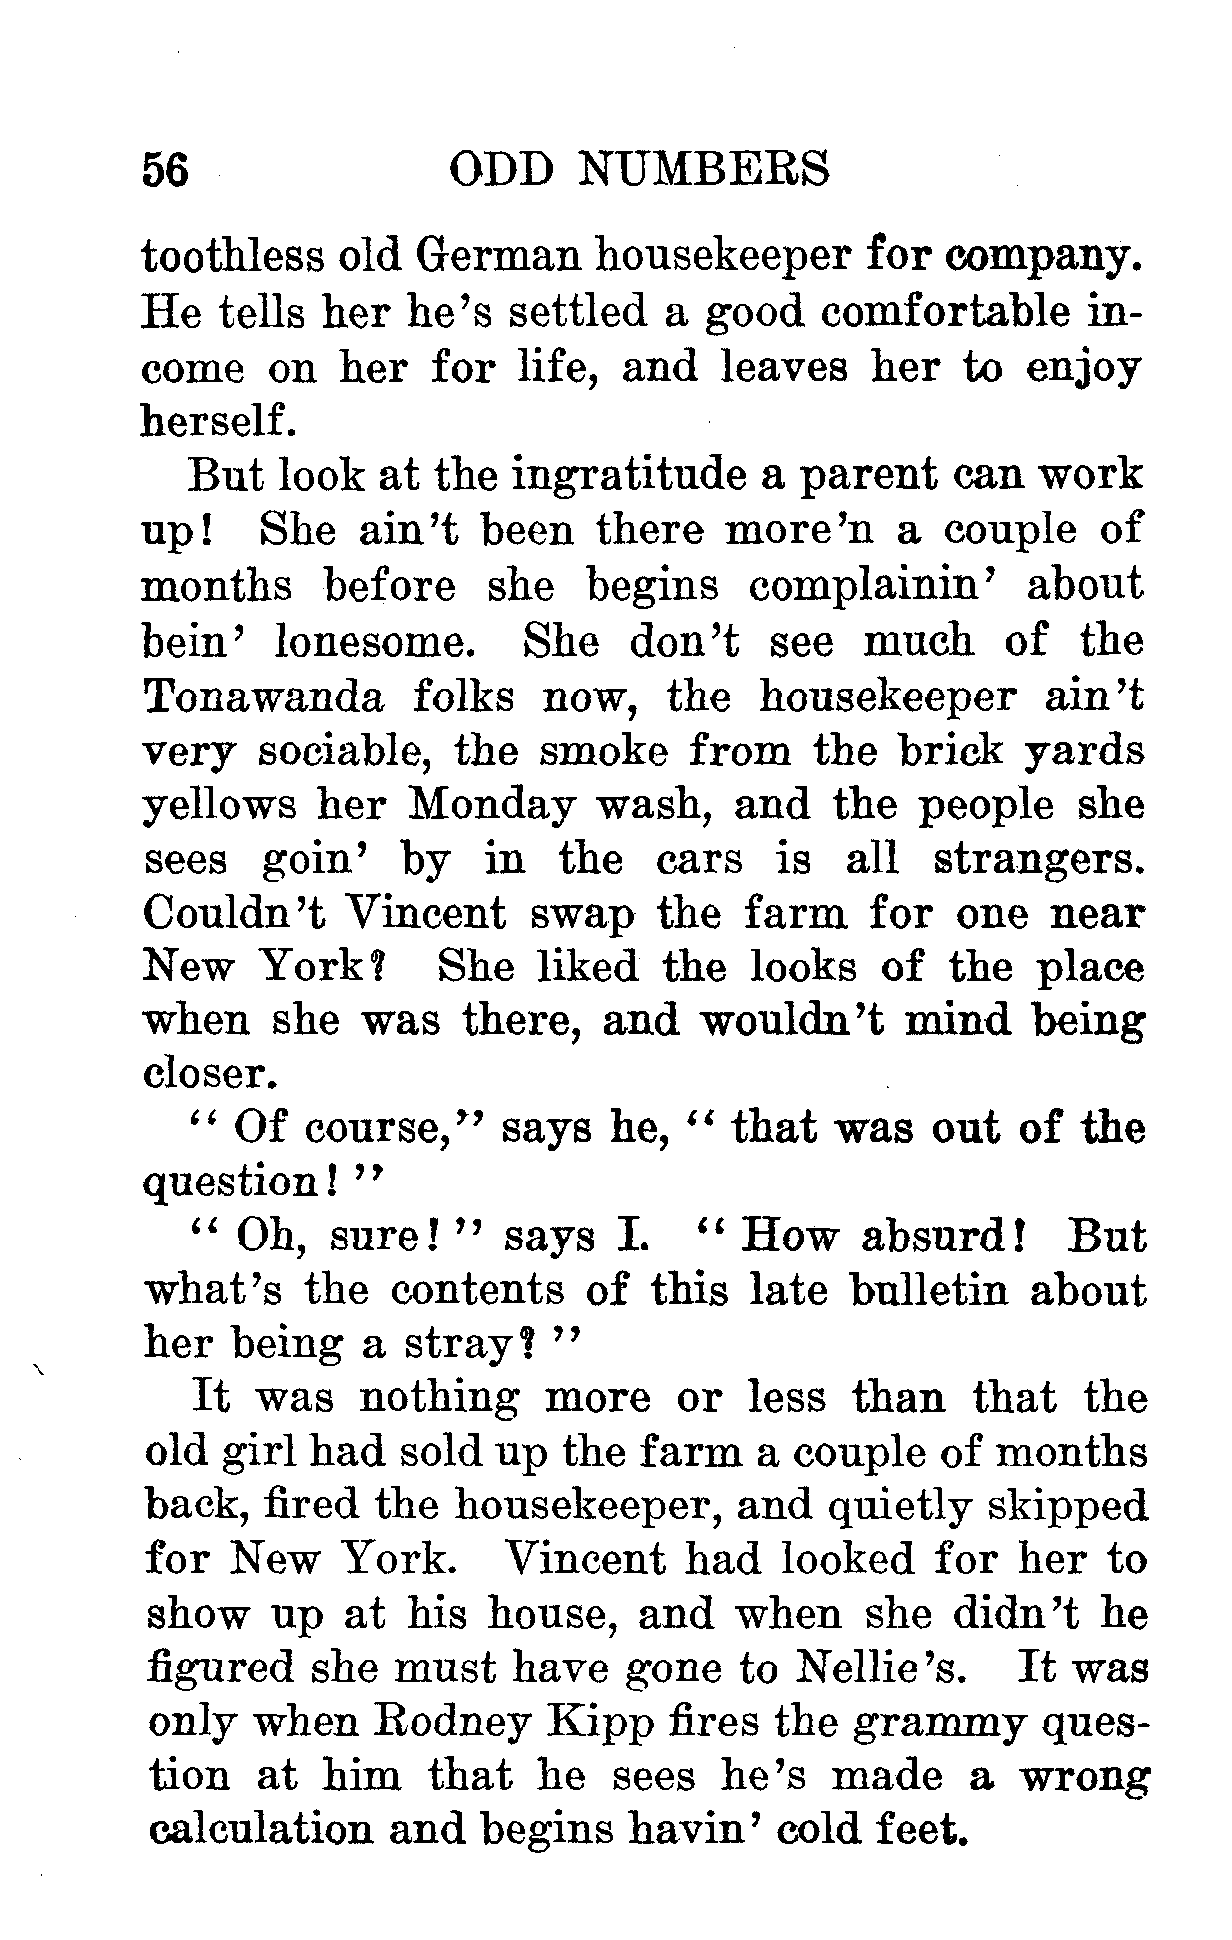 56 ODD NUMBERS
toothless old German housekeeper for company.
He tells her he's settled a good comfortable in-
come on her for life, and leaves her to enjoy
herself.
But look at the ingratitude a parent can work
up! She ain't been there more'n a couple of
months before she begins complainin' about
bein' lonesome. She don't see much of the
Tonawanda folks now, the housekeeper ain't
very sociable, the smoke from the brick yards
yellows her Monday wash, and the people she
sees goin' by in the cars is all strangers.
Couldn't Vincent swap the farm for one near
New York? She liked the looks of the place
when she was there, and wouldn't mind being
closer.
"Of course," says he, "that was out of the
question!"
"Oh, sure!" says I. "How absurd! But
what's the contents of this late bulletin about
her being a stray?"
It was nothing more or less than that the
old girl had sold up the farm a couple of months
back, fired the housekeeper, and quietly skipped
for New York. Vincent had looked for her to
show up at his house, and when she didn't he
figured she must have gone to Nellie's. It was
only when Rodney Kipp fires the grammy ques-
tion at him that he sees he's made a wrong
calculation and begins havin' cold feet.